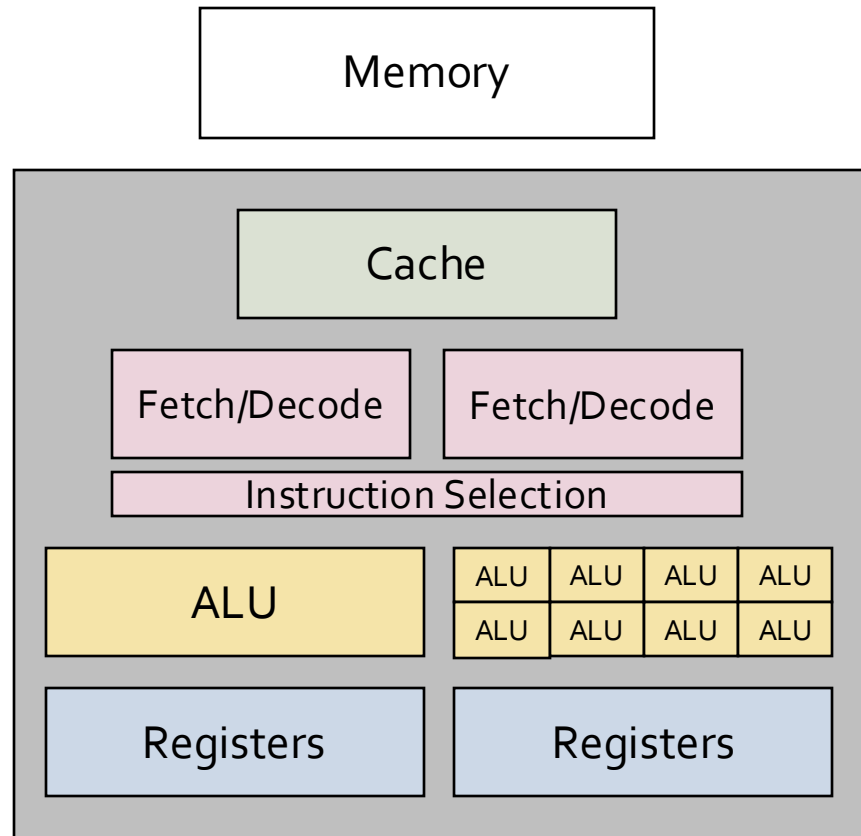 Memory
Cache
Fetch/Decode Fetch/Decode
Instruction Selection
ALU ALU ALU ALU ALU
ALU ALU ALU ALU
Registers Registers